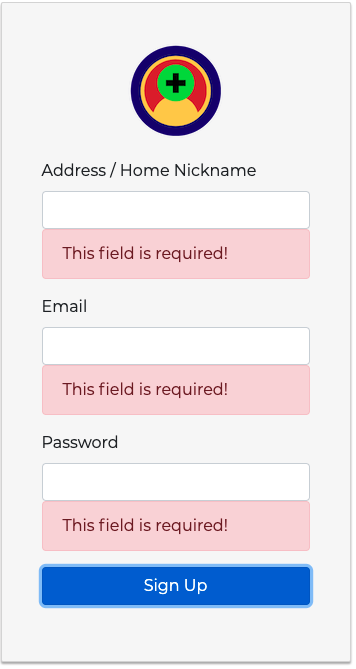 Address / Home Nickname
This field is required!
Email
This field is required!
Password
This field is required!
Sign Up